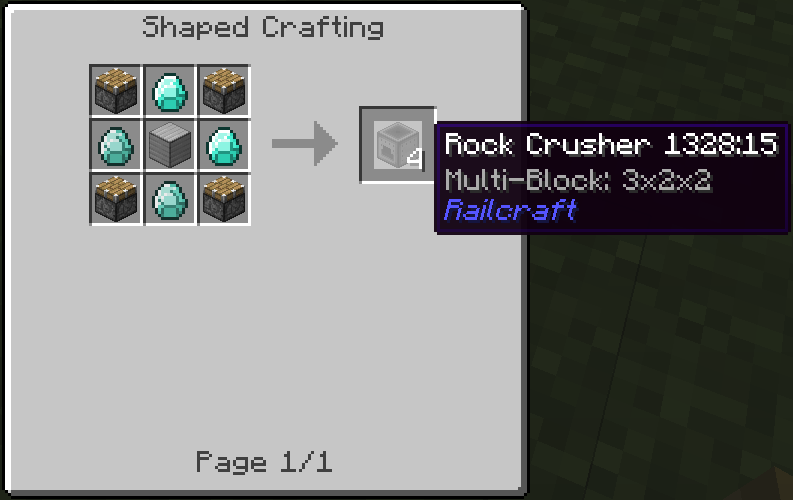 Shaped Crafting
4
Rock Crusher 1328:15
Multi-Block: 3x2x2
Railcraft
Page 1/1